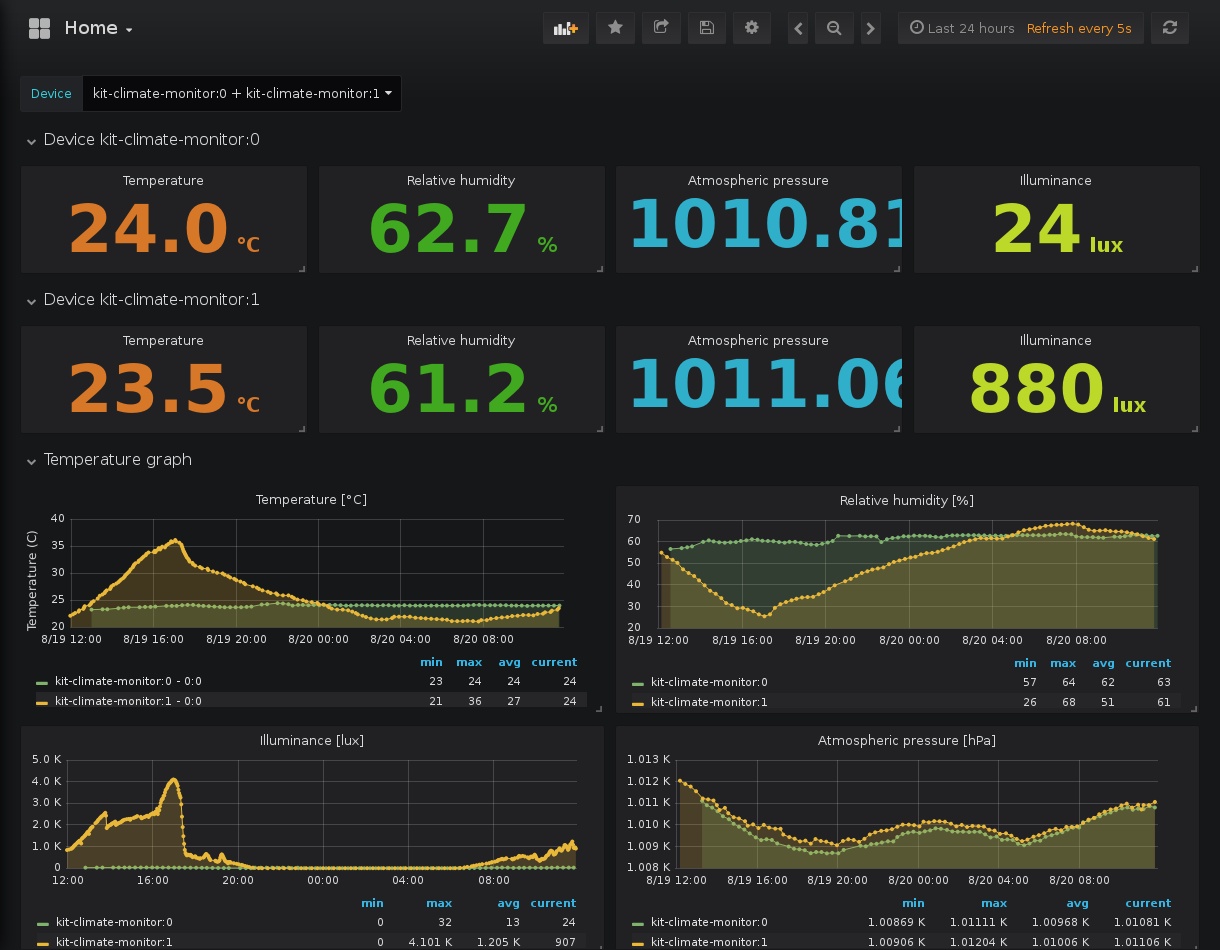 Home
Last 24 hours Refresh every 5s
Device kit-climate-monitor:0 + kit-climate-monitor:1
Device kit-climate-monitor:0
Temperature Relative humidity Atmospheric pressure Illuminance
24.0 °C 62.7 % 1010.81 24 lux
Device kit-climate-monitor:1
Temperature Relative humidity Atmospheric pressure Illuminance
23.5 °C 61.2 % 1011.06 880 lux
Temperature graph
Temperature [°C]
Temperature (C)
40
35
30
25
20
8/19 12:00 8/19 16:00 8/19 20:00 8/20 00:00 8/20 04:00 8/20 08:00
min max avg current
kit-climate-monitor:0 - 0:0 23 24 24 24
kit-climate-monitor:1 - 0:0 21 36 27 24
Relative humidity [%]
70
60
50
40
30
20
8/19 12:00 8/19 16:00 8/19 20:00 8/20 00:00 8/20 04:00 8/20 08:00
min max avg current
kit-climate-monitor:0 57 64 62 63
kit-climate-monitor:1 26 68 51 61
Illuminance [lux]
5.0 K
4.0 K
3.0 K
2.0 K
1.0 K
0
12:00 16:00 20:00 00:00 04:00 08:00
min max avg current
kit-climate-monitor:0 0 32 13 24
kit-climate-monitor:1 0 4.101 K 1.205 K 907
Atmospheric pressure [hPa]
1.013 K
1.012 K
1.011 K
1.010 K
1.009 K
1.008 K
8/19 12:00 8/19 16:00 8/19 20:00 8/20 00:00 8/20 04:00 8/20 08:00
min max avg current
kit-climate-monitor:0 1.00869 K 1.01111 K 1.00968 K 1.01081 K
kit-climate-monitor:1 1.00906 K 1.01204 K 1.01006 K 1.01106 K